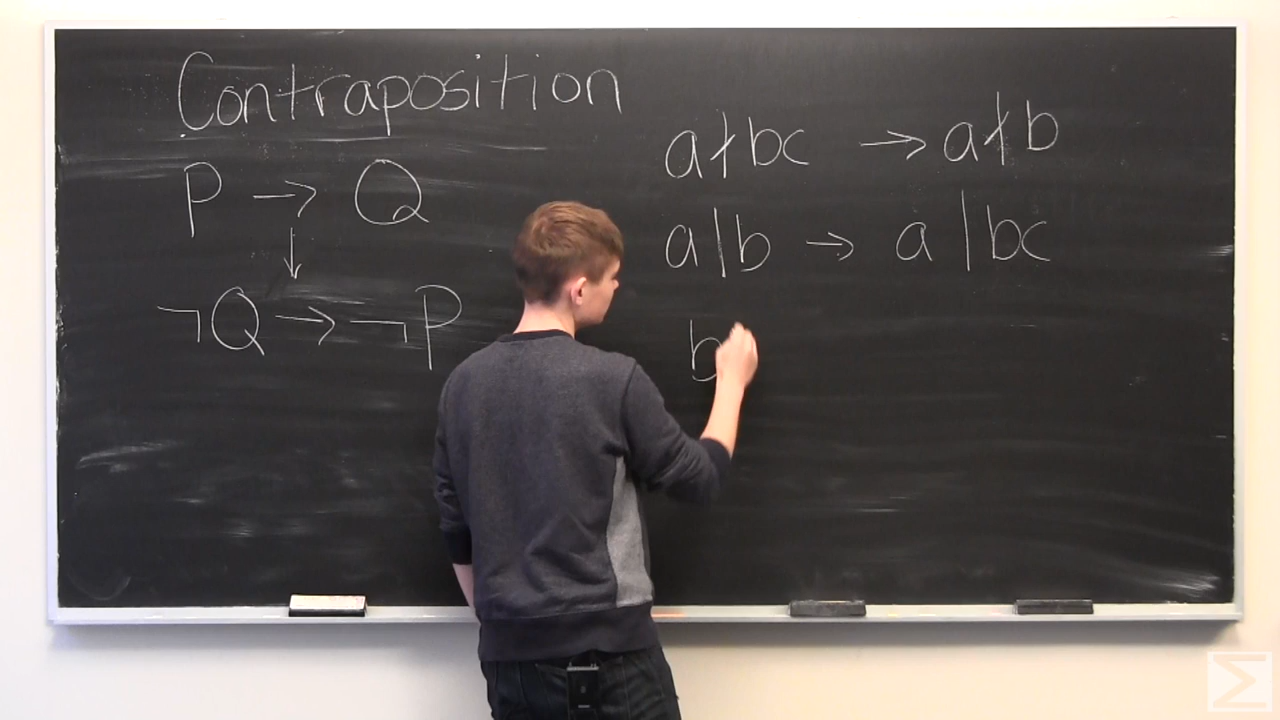 Contraposition
P → Q
↓
¬Q → ¬P
a∤bc → a∤b
a|b → a|bc
b
Σ